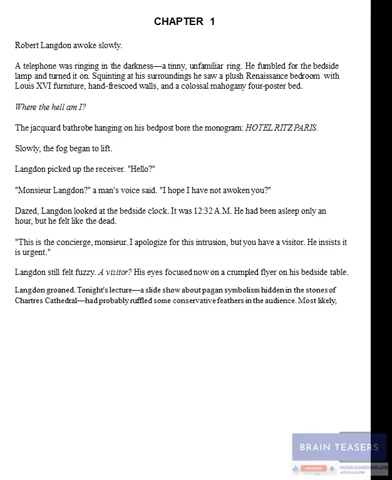 CHAPTER 1
Robert Langdon awoke slowly.
A telephone was ringing in the darkness—a tinny, unfamiliar ring. He fumbled for the bedside
lamp and turned it on. Squinting at his surroundings he saw a plush Renaissance bedroom with
Louis XVI furniture, hand-frescoed walls, and a colossal mahogany four-poster bed.
Where the hell am I?
The jacquard bathrobe hanging on his bedpost bore the monogram: HOTEL RITZ PARIS.
Slowly, the fog began to lift.
Langdon picked up the receiver. "Hello?"
"Monsieur Langdon?" a man's voice said. "I hope I have not awoken you?"
Dazed, Langdon looked at the bedside clock. It was 12:32 A.M. He had been asleep only an
hour, but he felt like the dead.
"This is the concierge, monsieur. I apologize for this intrusion, but you have a visitor. He insists it
is urgent."
Langdon still felt fuzzy. A visitor? His eyes focused now on a crumpled flyer on his bedside table.
Langdon groaned. Tonight's lecture—a slide show about pagan symbolism hidden in the stones of
Chartres Cathedral—had probably ruffled some conservative feathers in the audience. Most likely,
BRAIN TEASERS